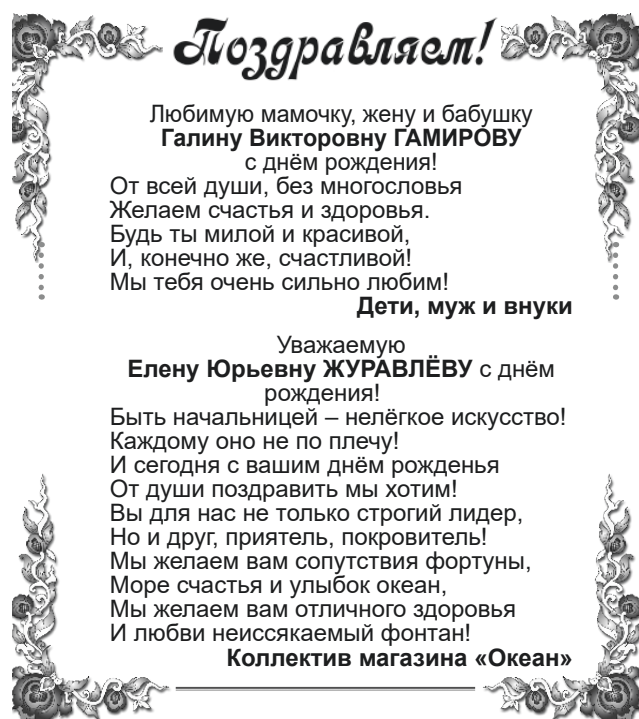 Поздравляем!
Любимую мамочку, жену и бабушку
Галину Викторовну ГАМИРОВУ
с днём рождения!
От всей души, без многословья
Желаем счастья и здоровья.
Будь ты милой и красивой,
И, конечно же, счастливой!
Мы тебя очень сильно любим!
Дети, муж и внуки
Уважаемую
Елену Юрьевну ЖУРАВЛЁВУ с днём
рождения!
Быть начальницей – нелёгкое искусство!
Каждому оно не по плечу!
И сегодня с вашим днём рожденья
От души поздравить мы хотим!
Вы для нас не только строгий лидер,
Но и друг, приятель, покровитель!
Мы желаем вам сопутствия фортуны,
Море счастья и улыбок океан,
Мы желаем вам отличного здоровья
И любви неиссякаемый фонтан!
Коллектив магазина «Океан»